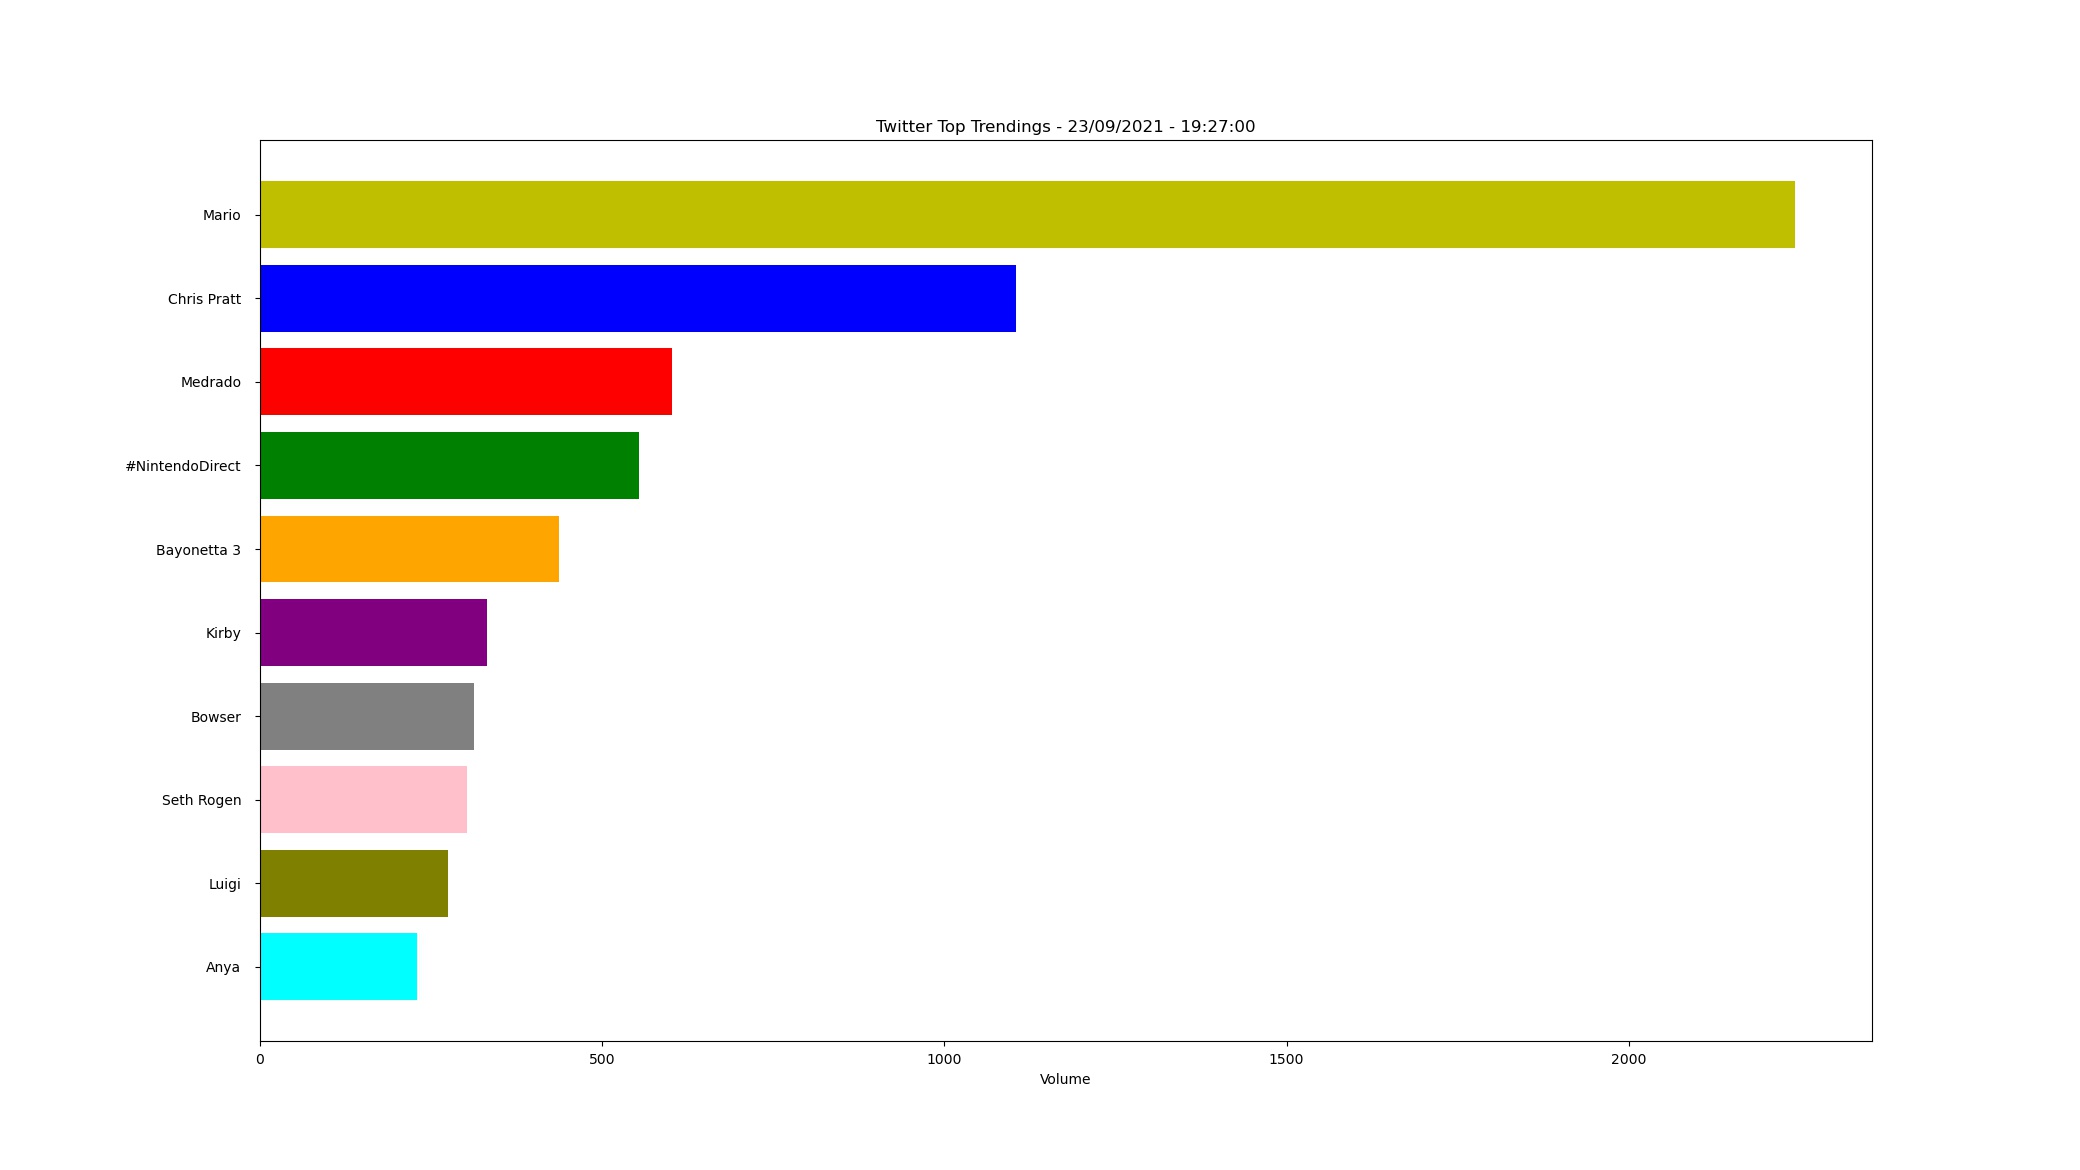 Twitter Top Trendings - 23/09/2021 - 19:27:00
Mario
Chris Pratt
Medrado
#NintendoDirect
Bayonetta 3
Kirby
Bowser
Seth Rogen
Luigi
Anya
0 500 1000 1500 2000
Volume